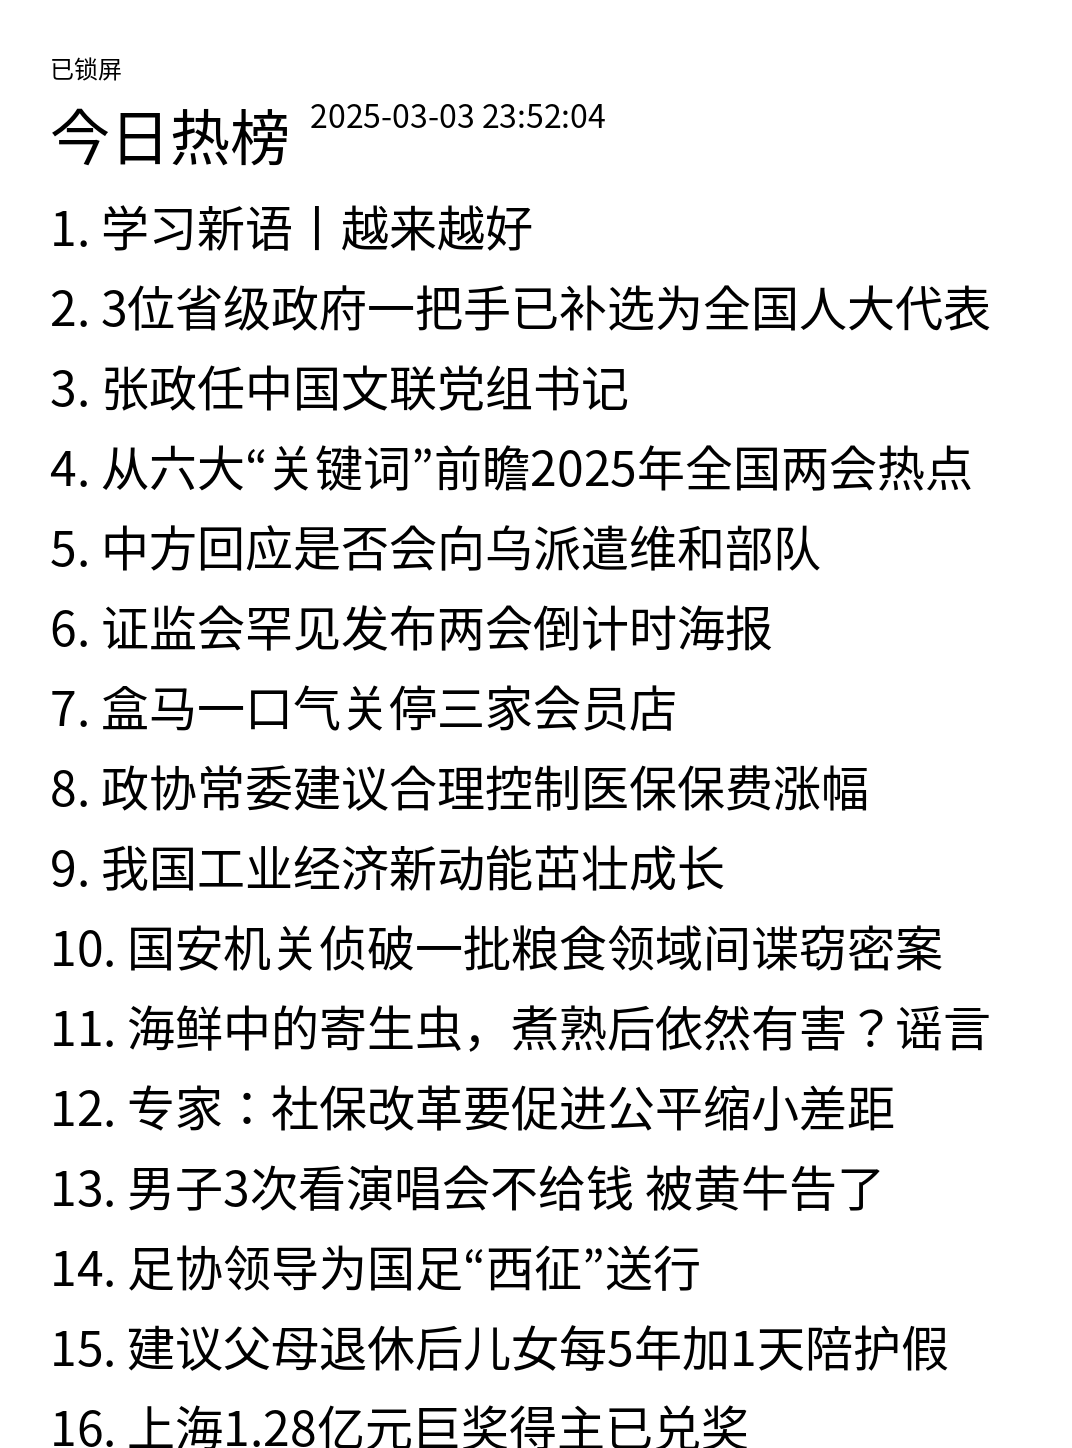 已锁屏
今日热榜 2025-03-03 23:52:04
1. 学习新语丨越来越好
2. 3位省级政府一把手已补选为全国人大代表
3. 张政任中国文联党组书记
4. 从六大“关键词”前瞻2025年全国两会热点
5. 中方回应是否会向乌派遣维和部队
6. 证监会罕见发布两会倒计时海报
7. 盒马一口气关停三家会员店
8. 政协常委建议合理控制医保保费涨幅
9. 我国工业经济新动能茁壮成长
10. 国安机关侦破一批粮食领域间谍窃密案
11. 海鲜中的寄生虫，煮熟后依然有害？谣言
12. 专家：社保改革要促进公平缩小差距
13. 男子3次看演唱会不给钱 被黄牛告了
14. 足协领导为国足“西征”送行
15. 建议父母退休后儿女每5年加1天陪护假
16. 上海1.28亿元巨奖得主已兑奖